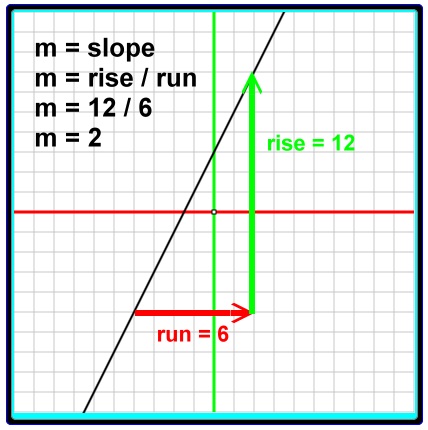 m = slope
m = rise / run
m = 12 / 6
m = 2
rise = 12
run = 6